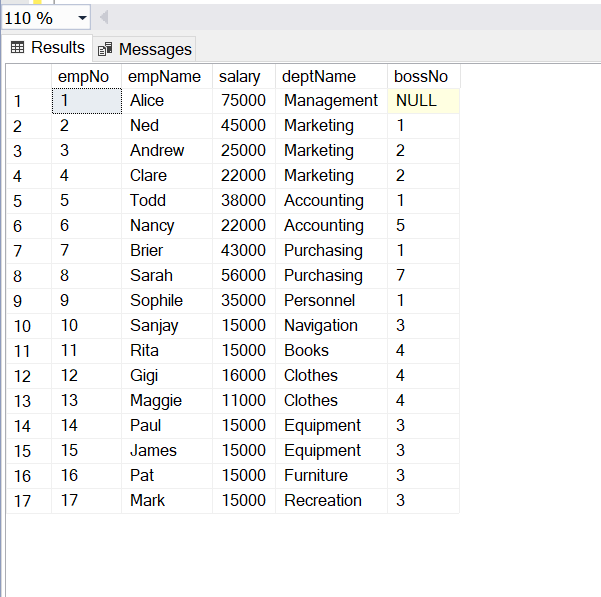 110 %
Results Messages
empNo empName salary deptName bossNo
1 1 Alice 75000 Management NULL
2 2 Ned 45000 Marketing 1
3 3 Andrew 25000 Marketing 2
4 4 Clare 22000 Marketing 2
5 5 Todd 38000 Accounting 1
6 6 Nancy 22000 Accounting 5
7 7 Brier 43000 Purchasing 1
8 8 Sarah 56000 Purchasing 7
9 9 Sophile 35000 Personnel 1
10 10 Sanjay 15000 Navigation 3
11 11 Rita 15000 Books 4
12 12 Gigi 16000 Clothes 4
13 13 Maggie 11000 Clothes 4
14 14 Paul 15000 Equipment 3
15 15 James 15000 Equipment 3
16 16 Pat 15000 Furniture 3
17 17 Mark 15000 Recreation 3